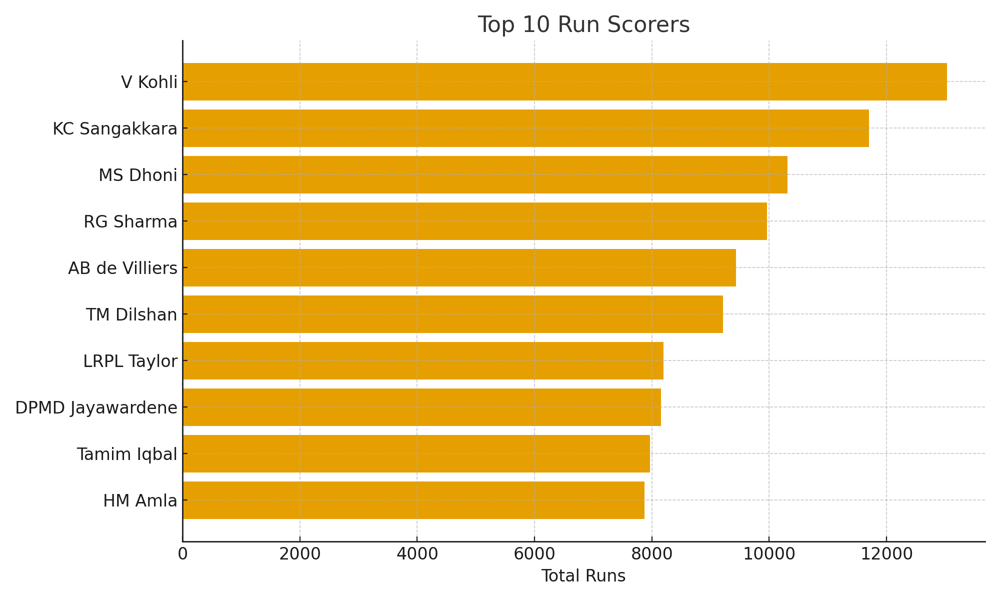 Top 10 Run Scorers
V Kohli
KC Sangakkara
MS Dhoni
RG Sharma
AB de Villiers
TM Dilshan
LRPL Taylor
DPMD Jayawardene
Tamim Iqbal
HM Amla
0 2000 4000 6000 8000 10000 12000
Total Runs